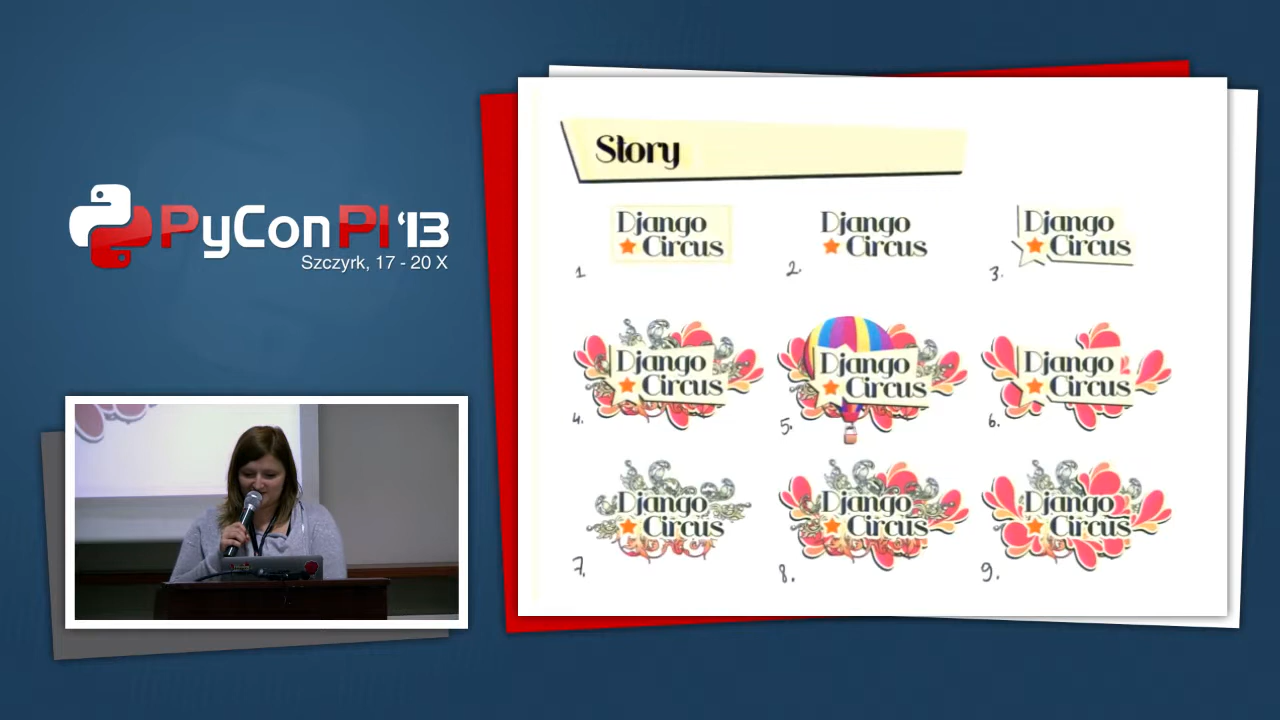 PyCon Pl '13
Szczyrk, 17 - 20 X
Story
Django
Circus
1
Django
Circus
2.
Django
Circus
3.
Django
Circus
4.
Django
Circus
5.
Django
Circus
6.
Django
Circus
7.
Django
Circus
8.
Django
Circus
9.